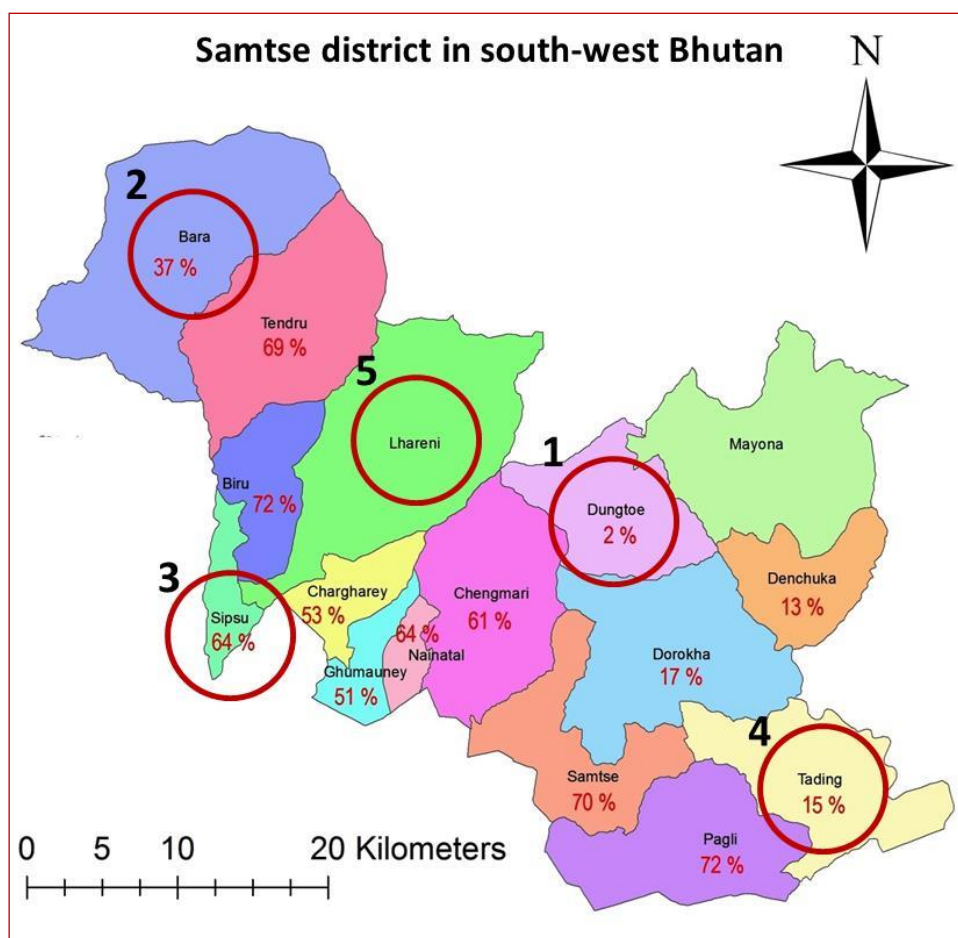 Samtse district in south-west Bhutan
N
2
Bara
37 %
Tendru
69 %
5
Lhareni
Mayona
1
Dungtoe
2 %
Biru
72 %
Denchuka
13 %
3
Sipsu
64 %
Chargharey
53 %
Chengmari
61 %
64 %
Nainatal
Ghumauney
51 %
Dorokha
17 %
4
Tading
15 %
Samtse
70 %
Pagli
72 %
0 5 10 20 Kilometers